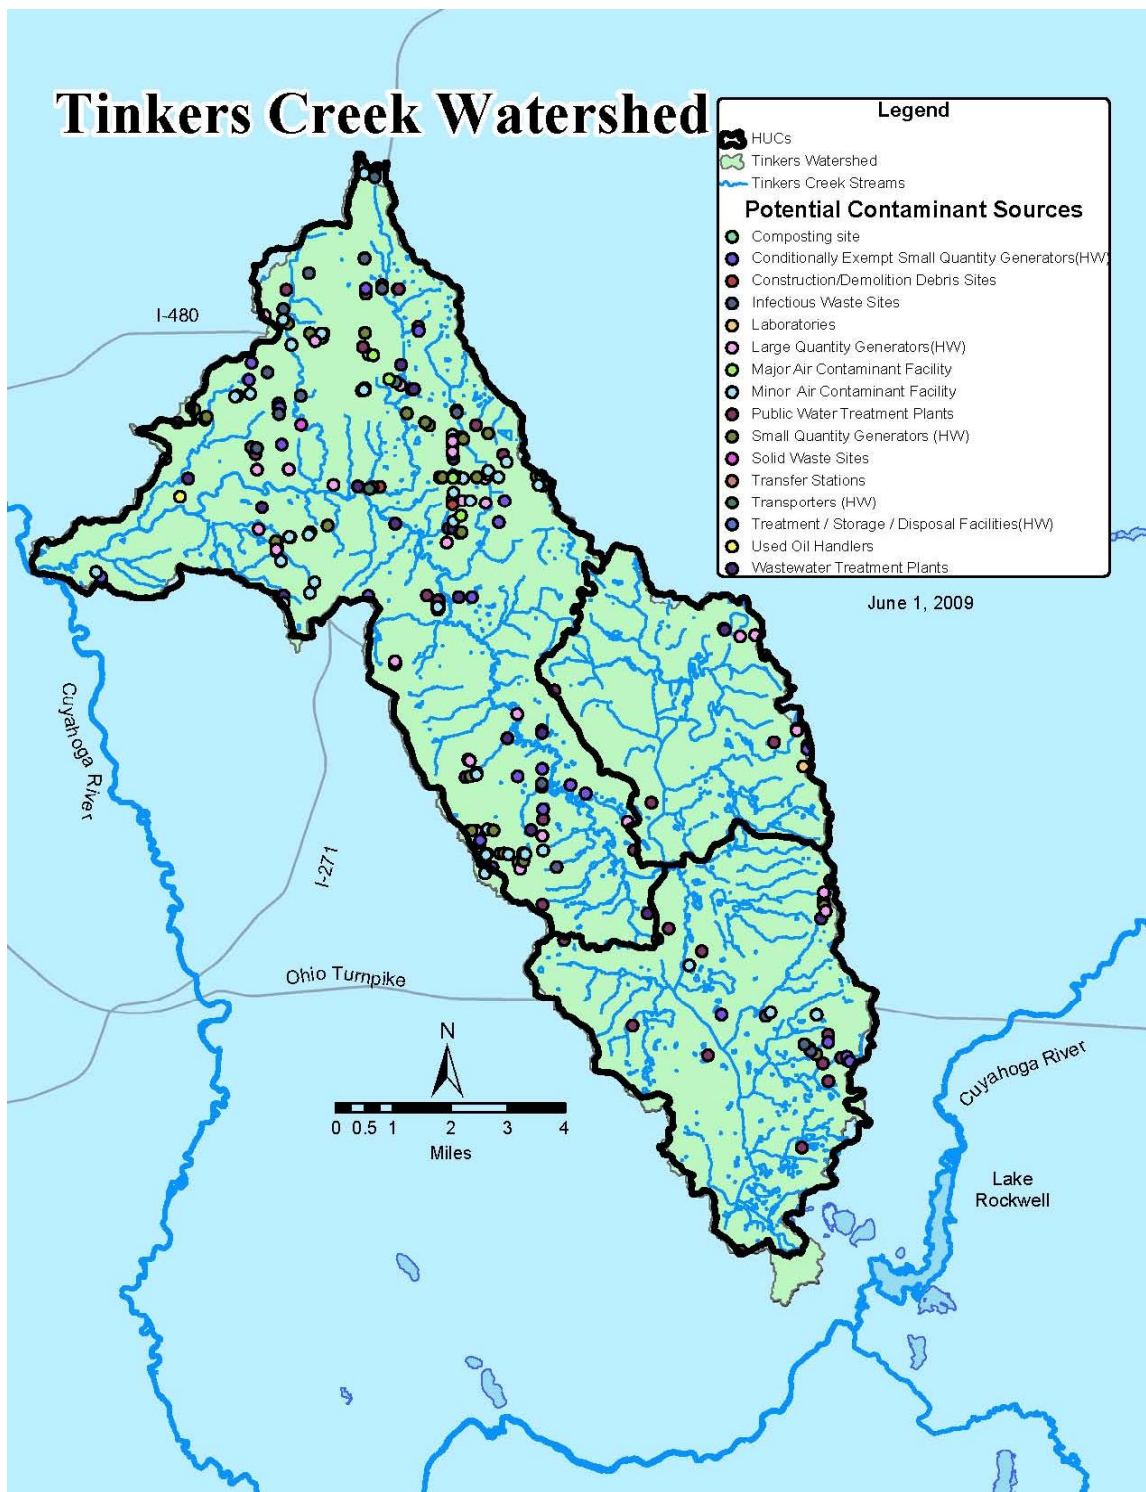 Tinkers Creek Watershed
Legend
HUCs
Tinkers Watershed
Tinkers Creek Streams
Potential Contaminant Sources
Composting site
Conditionally Exempt Small Quantity Generators(HW)
Construction/Demolition Debris Sites
Infectious Waste Sites
Laboratories
Large Quantity Generators(HW)
Major Air Contaminant Facility
Minor Air Contaminant Facility
Public Water Treatment Plants
Small Quantity Generators (HW)
Solid Waste Sites
Transfer Stations
Transporters (HW)
Treatment / Storage / Disposal Facilities(HW)
Used Oil Handlers
Wastewater Treatment Plants
June 1, 2009
I-480
Cuyahoga River
I-271
Ohio Turnpike
N
0 0.5 1 2 3 4
Miles
Cuyahoga River
Lake
Rockwell